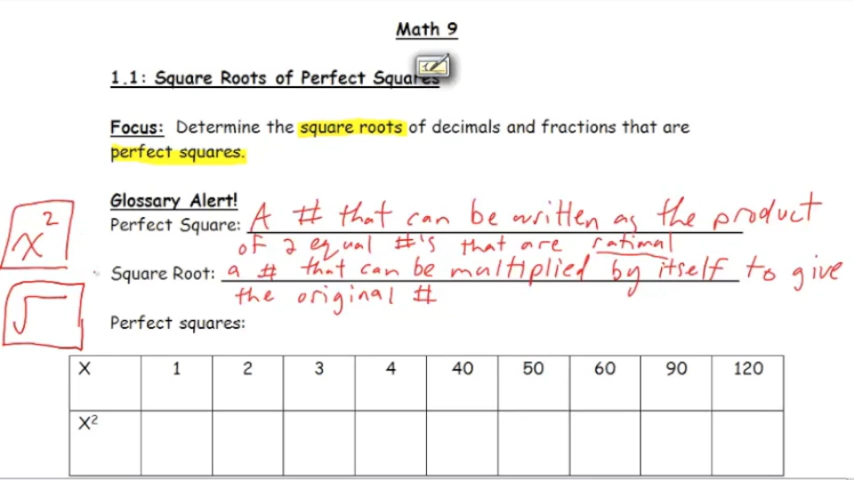 Math 9
1.1: Square Roots of Perfect Squares
Focus: Determine the square roots of decimals and fractions that are
perfect squares.
Glossary Alert!
Perfect Square: A # that can be written as the product
of 2 equal #'s that are rational
x²
Square Root: a # that can be multiplied by itself to give
the original #
√
Perfect squares:
X 1 2 3 4 40 50 60 90 120
X²